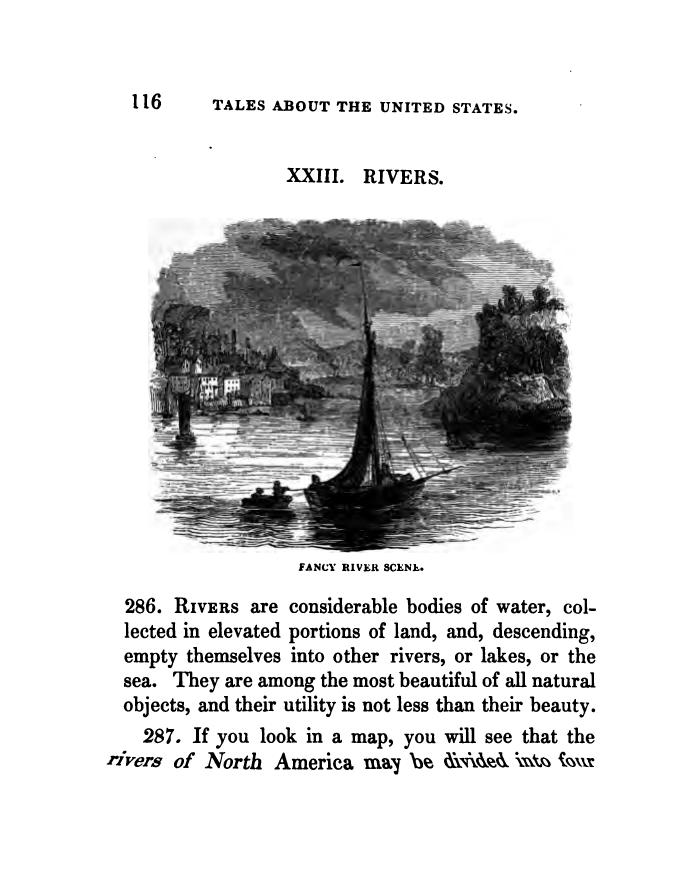 116 TALES ABOUT THE UNITED STATES.
XXIII. RIVERS.
FANCY RIVER SCENE.
286. RIVERS are considerable bodies of water, col-
lected in elevated portions of land, and, descending,
empty themselves into other rivers, or lakes, or the
sea. They are among the most beautiful of all natural
objects, and their utility is not less than their beauty.
287. If you look in a map, you will see that the
rivers of North America may be divided into four